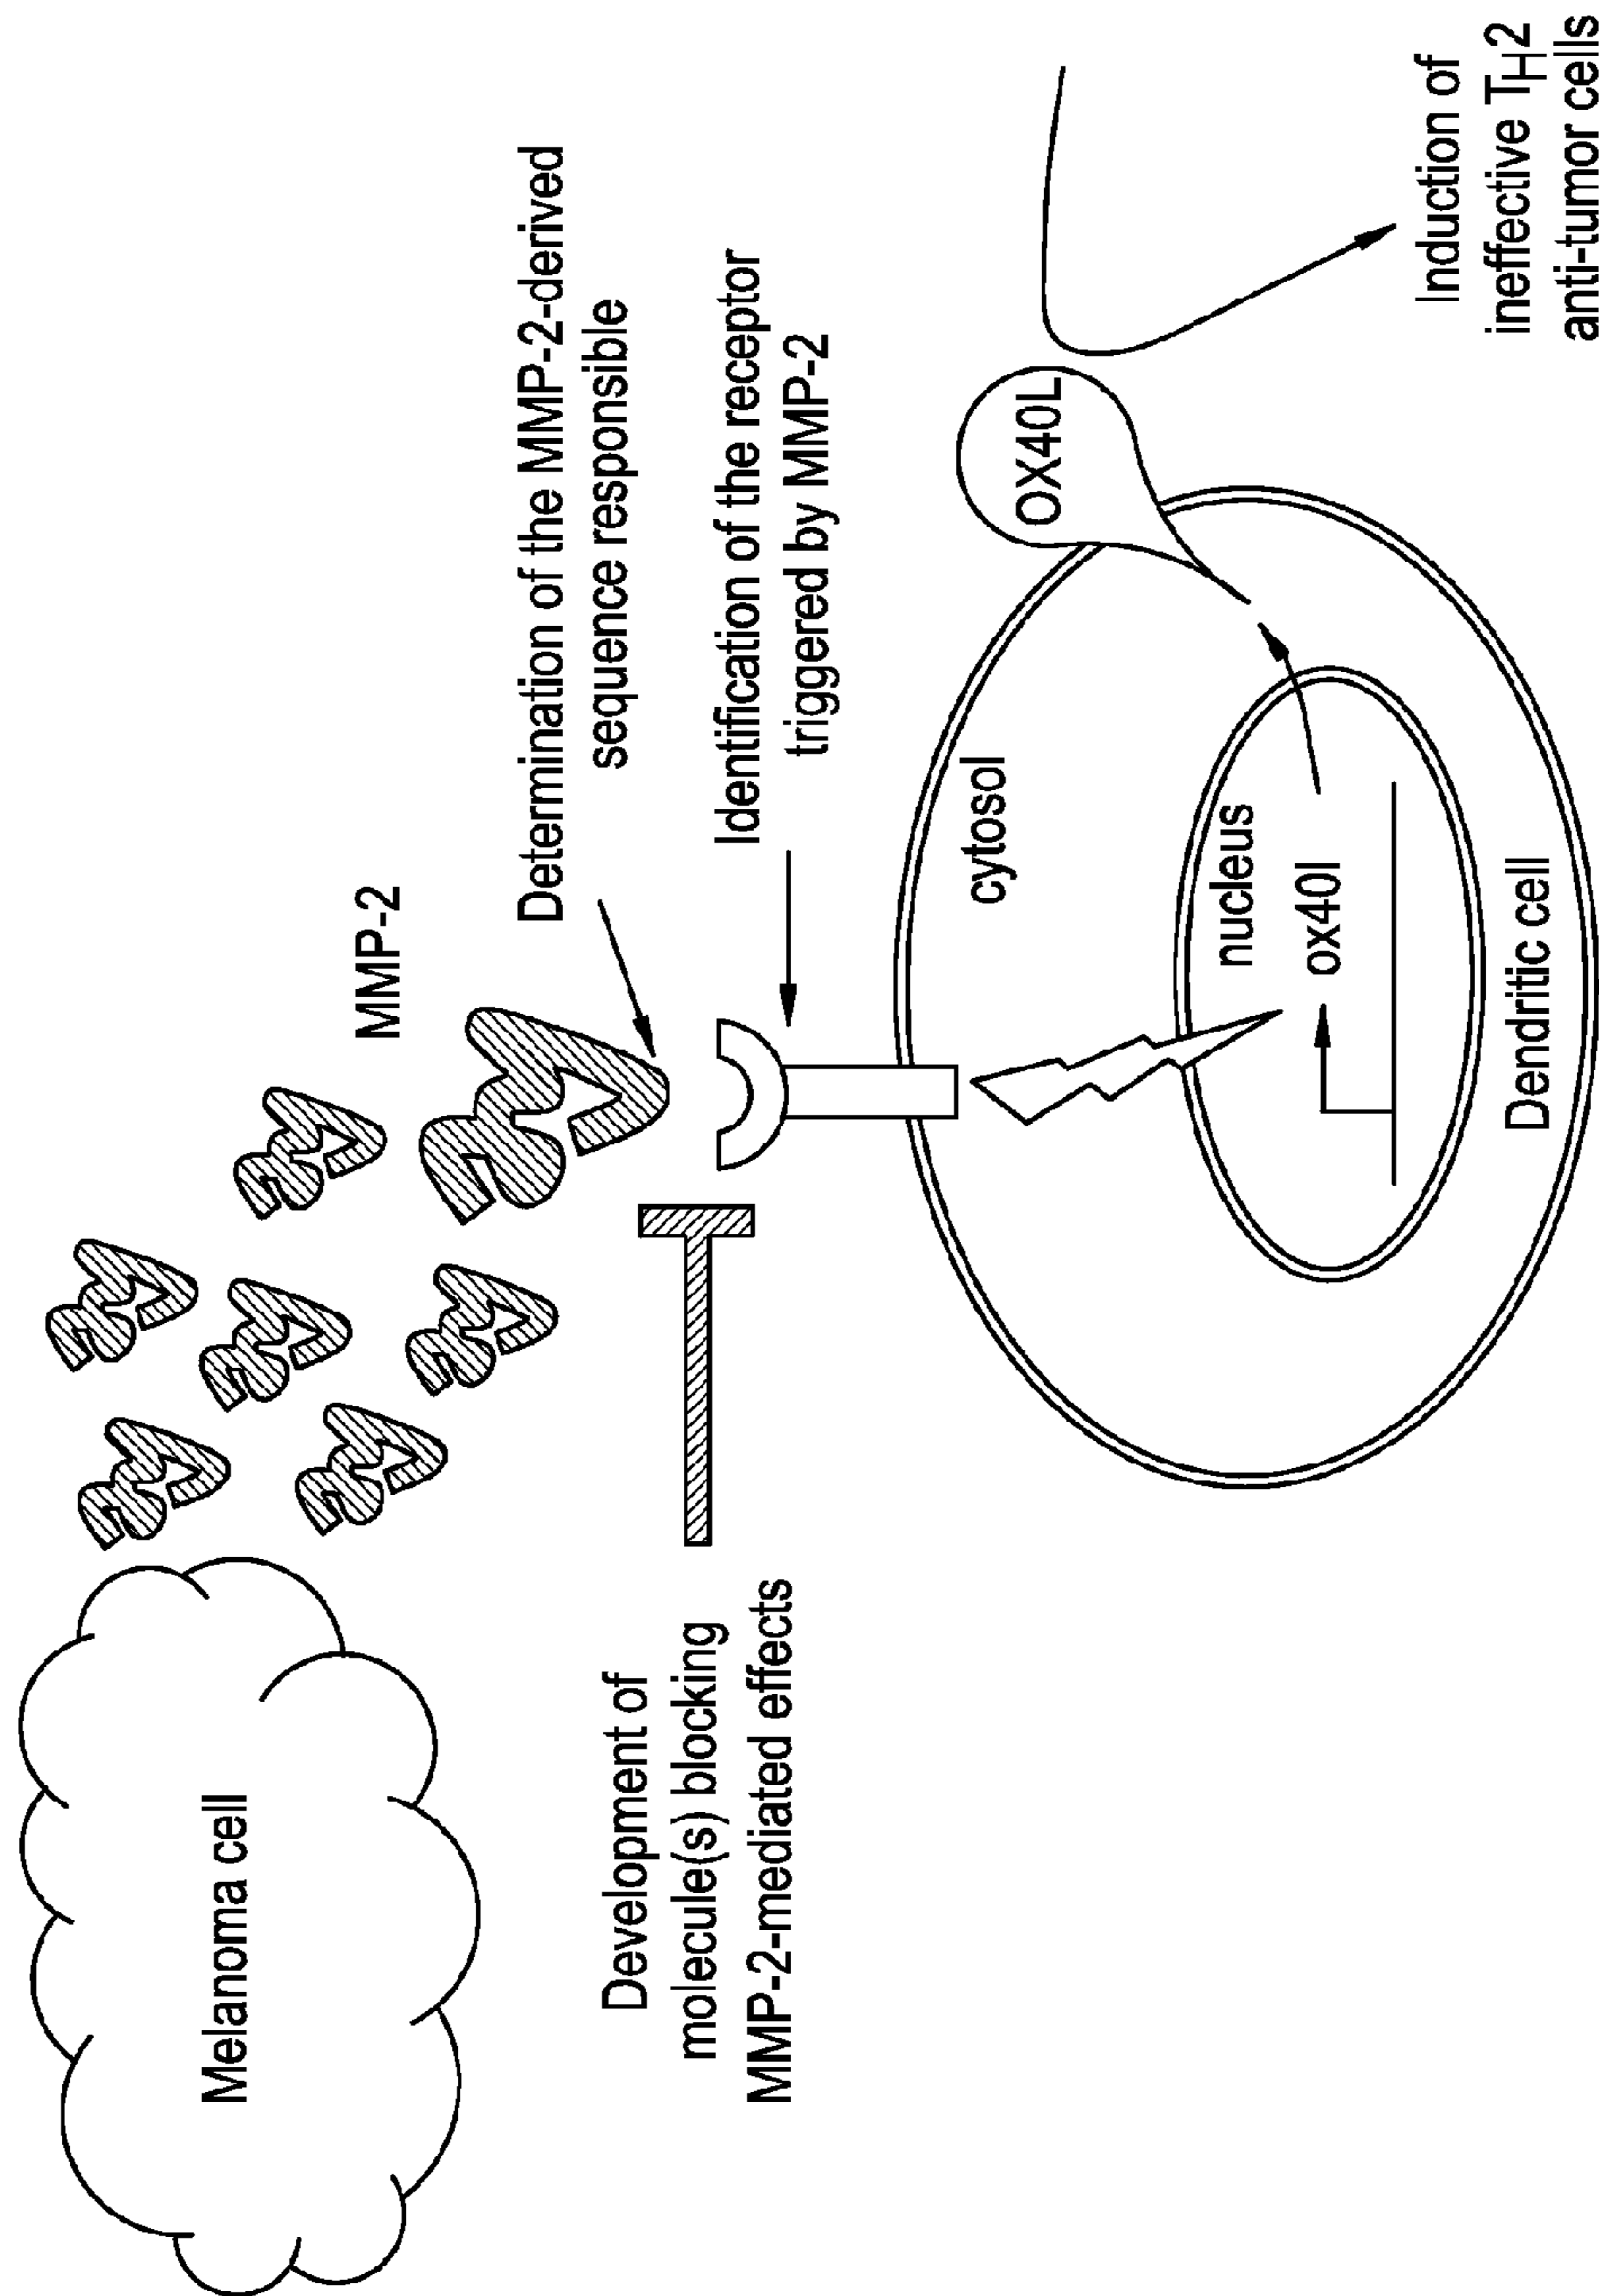 Melanoma cell
MMP-2
Determination of the MMP-2-derived
sequence responsible
Identification of the receptor
triggered by MMP-2
Development of
molecule(s) blocking
MMP-2-mediated effects
cytosol
OX40L
nucleus
ox40l
Dendritic cell
Induction of
ineffective TH2
anti-tumor cells